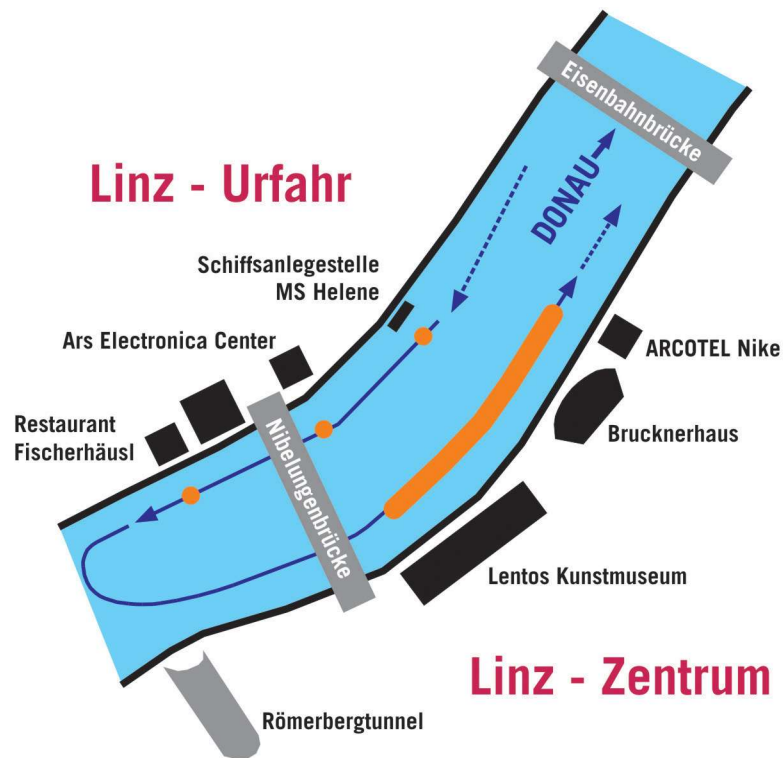 Eisenbahnbrücke
Linz - Urfahr
DONAU
Schiffsanlegestelle
MS Helene
Ars Electronica Center
ARCOTEL Nike
Restaurant
Fischerhäusl
Nibelungenbrücke
Brucknerhaus
Lentos Kunstmuseum
Linz - Zentrum
Römerbergtunnel